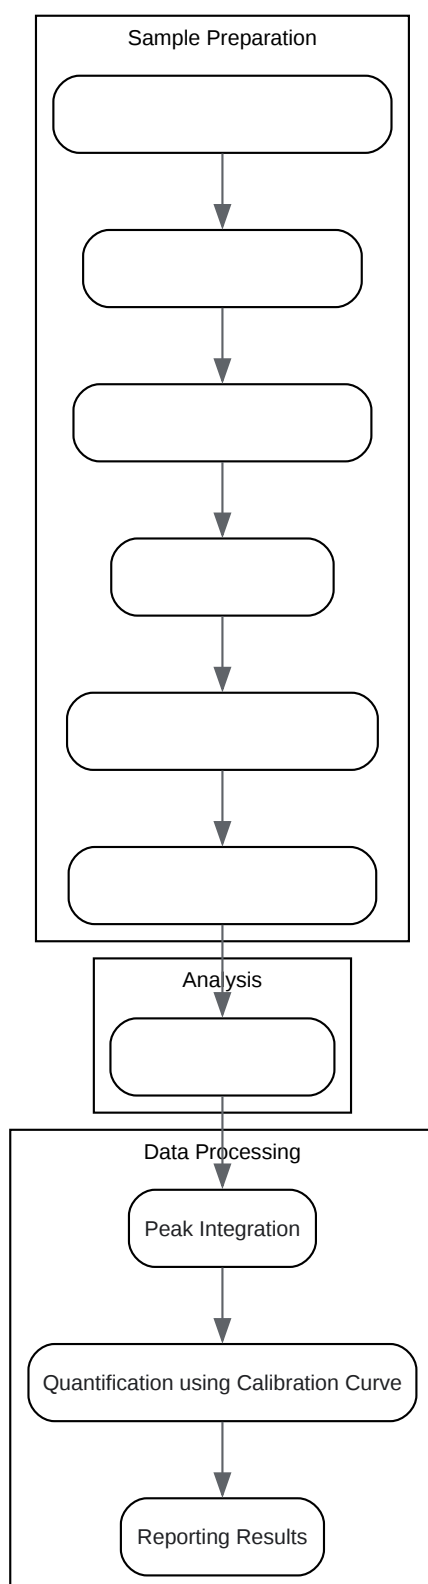 Sample Preparation
Analysis
Data Processing
Peak Integration
Quantification using Calibration Curve
Reporting Results